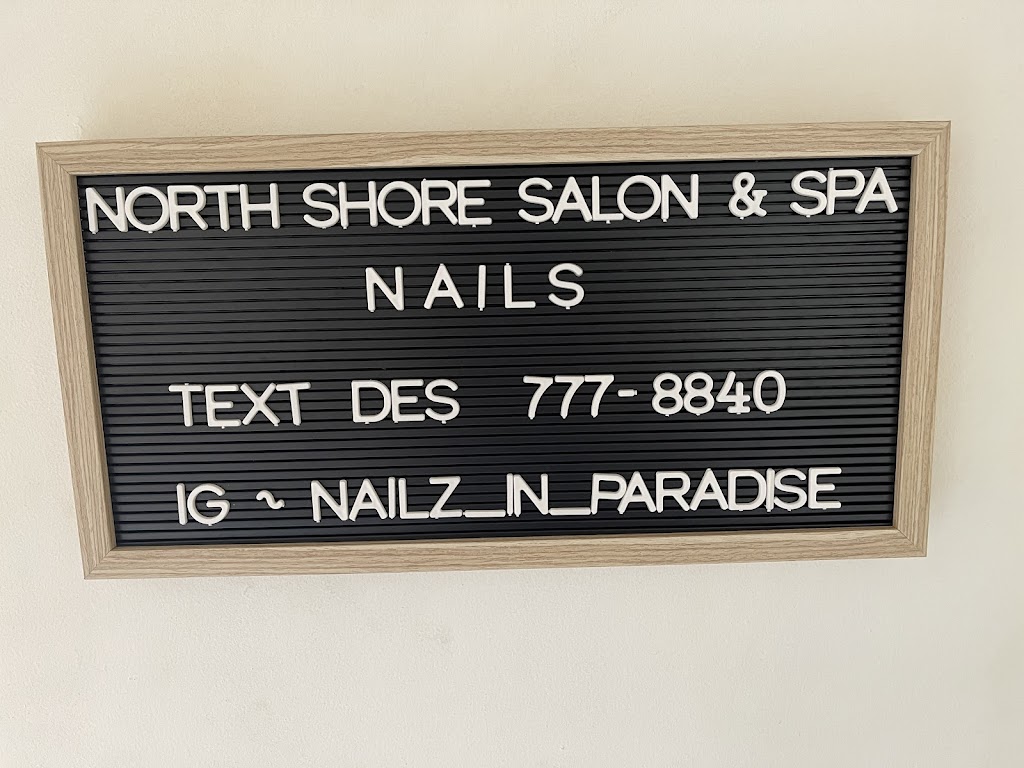 NORTH SHORE SALON & SPA
NAILS
TEXT DES 777-8840
IG ~ NAILZ_IN_PARADISE